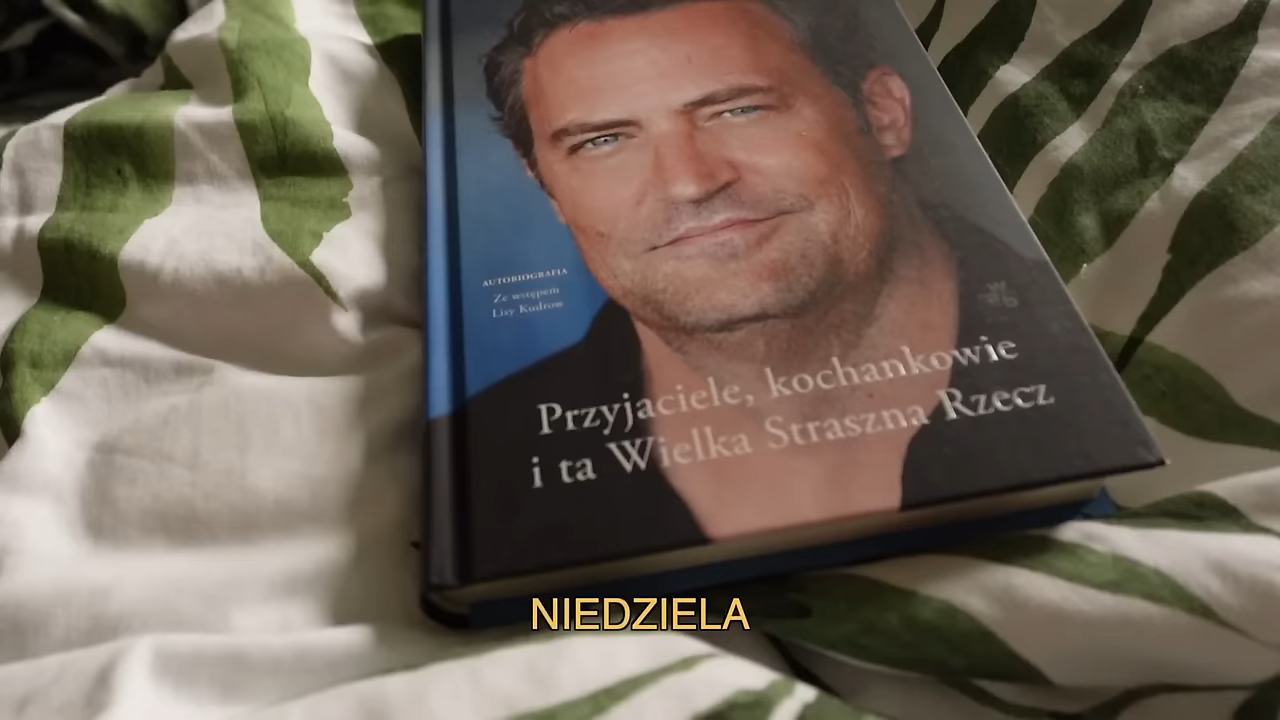 AUTOBIOGRAFIA
Ze wstępem
Lisy Kudrow
Przyjaciele, kochankowie
i ta Wielka Straszna Rzecz
NIEDZIELA